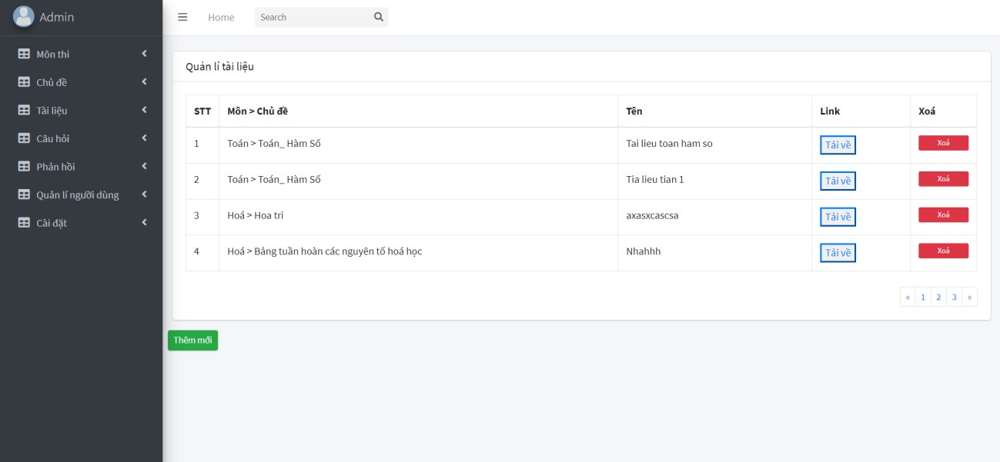 Admin
Home
Search
Môn thi
Chủ đề
Tài liệu
Câu hỏi
Phản hồi
Quản lí người dùng
Cài đặt
Quản lí tài liệu
STT Môn > Chủ đề Tên Link Xoá
1 Toán > Toán_ Hàm Số Tai lieu toan ham so Tải về Xoá
2 Toán > Toán_ Hàm Số Tia lieu tian 1 Tải về Xoá
3 Hoá > Hoa tri axasxcascsa Tải về Xoá
4 Hoá > Bảng tuần hoàn các nguyên tố hoá học Nhahhh Tải về Xoá
« 1 2 3 »
Thêm mới